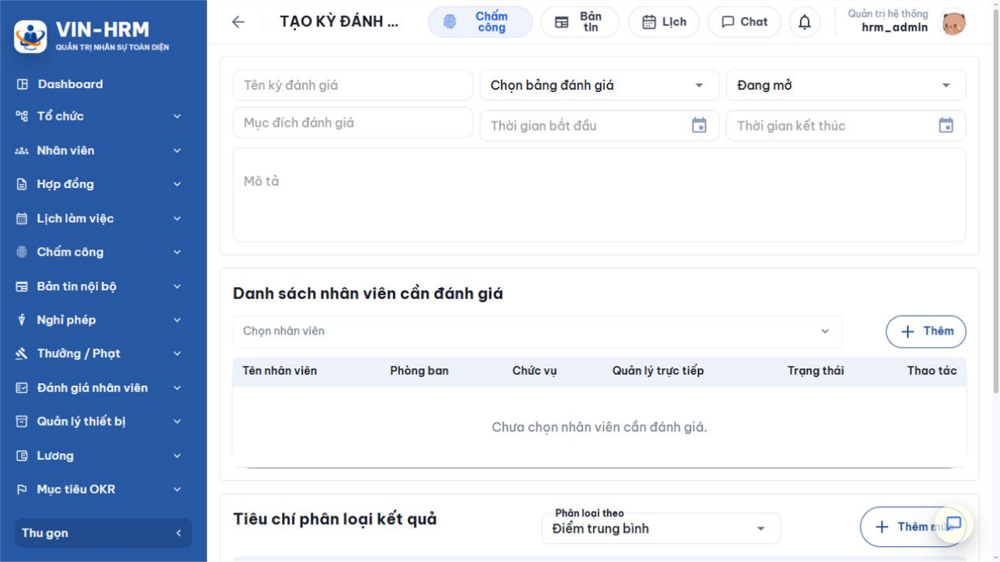 VIN-HRM
QUẢN TRỊ NHÂN SỰ TOÀN DIỆN
Dashboard
Tổ chức
Nhân viên
Hợp đồng
Lịch làm việc
Chấm công
Bản tin nội bộ
Nghỉ phép
Thưởng / Phạt
Đánh giá nhân viên
Quản lý thiết bị
Lương
Mục tiêu OKR
Thu gọn
TẠO KỲ ĐÁNH ...
Chấm
công
Bản
tin
Lịch
Chat
Quản trị hệ thống
hrm_admin
Tên kỳ đánh giá
Chọn bảng đánh giá
Đang mở
Mục đích đánh giá
Thời gian bắt đầu
Thời gian kết thúc
Mô tả
Danh sách nhân viên cần đánh giá
Chọn nhân viên
+ Thêm
Tên nhân viên Phòng ban Chức vụ Quản lý trực tiếp Trạng thái Thao tác
Chưa chọn nhân viên cần đánh giá.
Tiêu chí phân loại kết quả
Phân loại theo
Điểm trung bình
+ Thêm